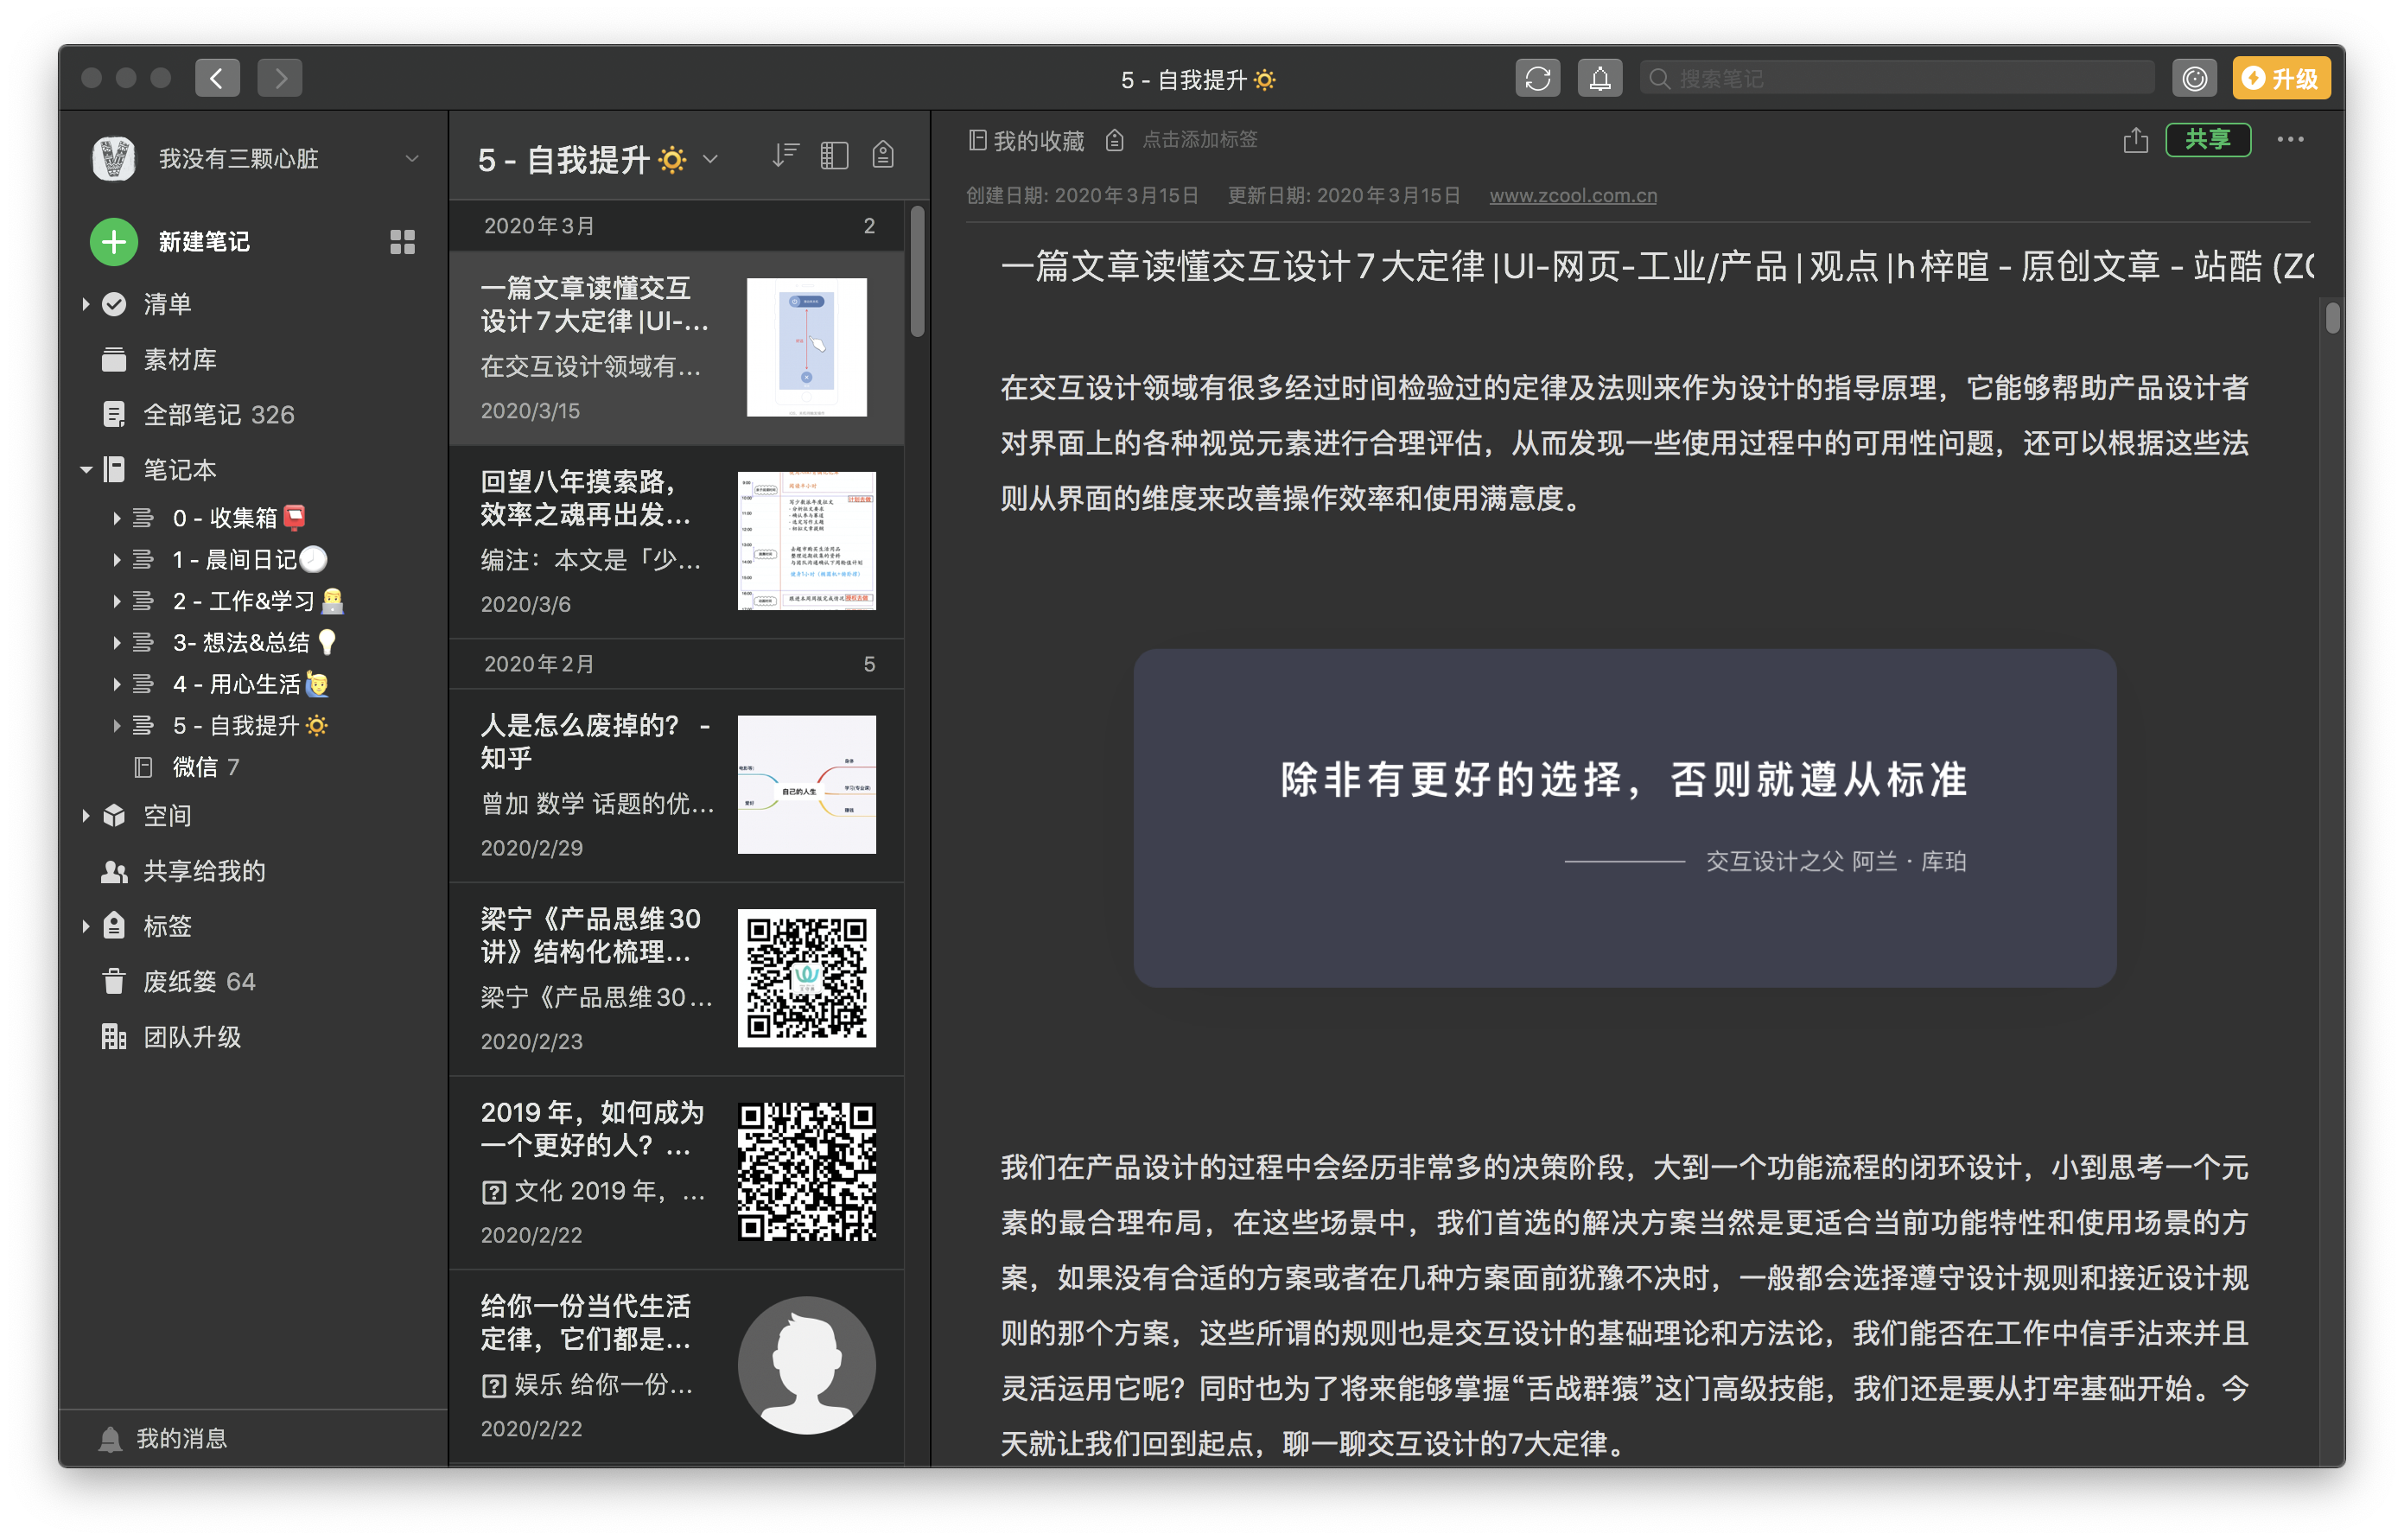 5 - 自我提升
搜索笔记
升级
我没有三颗心脏
新建笔记
清单
素材库
全部笔记 326
笔记本
0 - 收集箱
1 - 晨间日记
2 - 工作&学习
3- 想法&总结
4 - 用心生活
5 - 自我提升
微信 7
空间
共享给我的
标签
废纸篓 64
团队升级
我的消息
5 - 自我提升
2020年3月 2
一篇文章读懂交互
设计7大定律|UI-...
在交互设计领域有...
2020/3/15
回望八年摸索路，
效率之魂再出发...
编注：本文是「少...
2020/3/6
2020年2月 5
人是怎么废掉的？ -
知乎
曾加 数学 话题的优...
2020/2/29
自己的人生
梁宁《产品思维30
讲》结构化梳理...
梁宁《产品思维30...
2020/2/23
2019 年，如何成为
一个更好的人？...
文化 2019 年，...
2020/2/22
给你一份当代生活
定律，它们都是...
娱乐 给你一份...
2020/2/22
我的收藏 点击添加标签
共享
创建日期: 2020年3月15日 更新日期: 2020年3月15日 www.zcool.com.cn
一篇文章读懂交互设计7大定律|UI-网页-工业/产品|观点|h梓暄 - 原创文章 - 站酷 (ZC
在交互设计领域有很多经过时间检验过的定律及法则来作为设计的指导原理，它能够帮助产品设计者
对界面上的各种视觉元素进行合理评估，从而发现一些使用过程中的可用性问题，还可以根据这些法
则从界面的维度来改善操作效率和使用满意度。
除非有更好的选择，否则就遵从标准
交互设计之父 阿兰 · 库珀
我们在产品设计的过程中会经历非常多的决策阶段，大到一个功能流程的闭环设计，小到思考一个元
素的最合理布局，在这些场景中，我们首选的解决方案当然是更适合当前功能特性和使用场景的方
案，如果没有合适的方案或者在几种方案面前犹豫不决时，一般都会选择遵守设计规则和接近设计规
则的那个方案，这些所谓的规则也是交互设计的基础理论和方法论，我们能否在工作中信手沾来并且
灵活运用它呢？同时也为了将来能够掌握“舌战群猿”这门高级技能，我们还是要从打牢基础开始。今
天就让我们回到起点，聊一聊交互设计的7大定律。